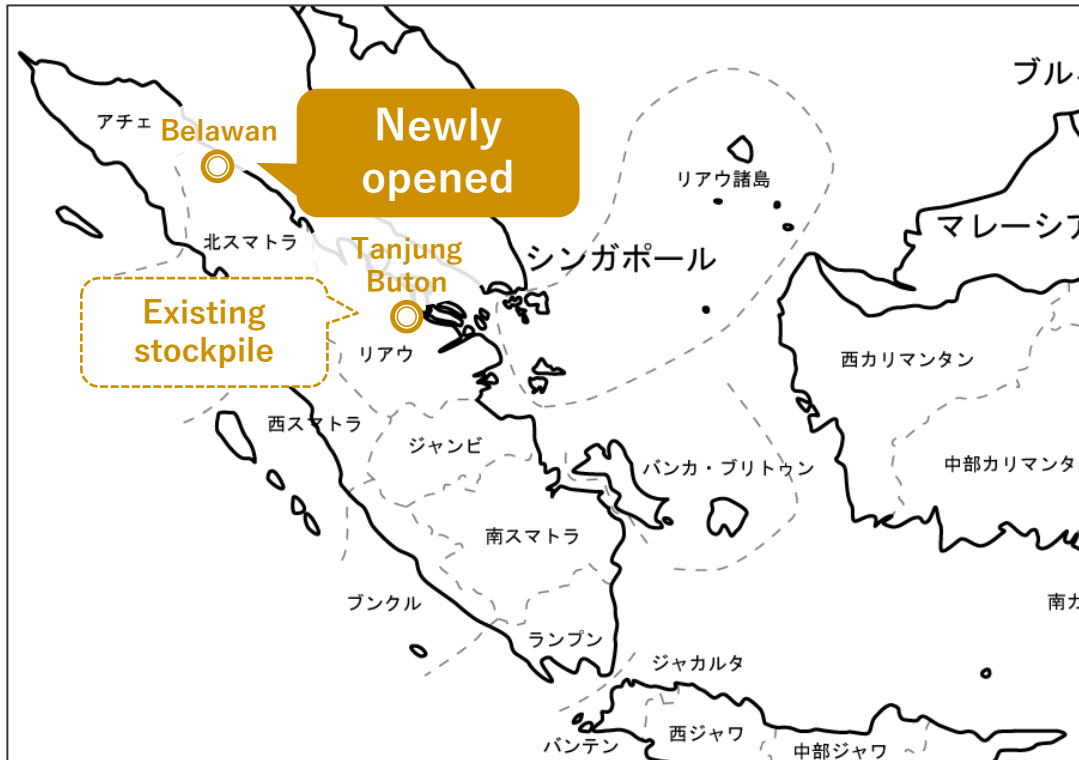 ブル
アチェ
Belawan
Newly
opened
リアウ諸島
マレーシア
北スマトラ
Tanjung
Buton
シンガポール
Existing
stockpile
リアウ
西カリマンタン
西スマトラ
ジャンビ
バンカ・ブリトゥン
中部カリマンタ
南スマトラ
ブンクル
南カ
ランプン
ジャカルタ
バンテン
西ジャワ
中部ジャワ